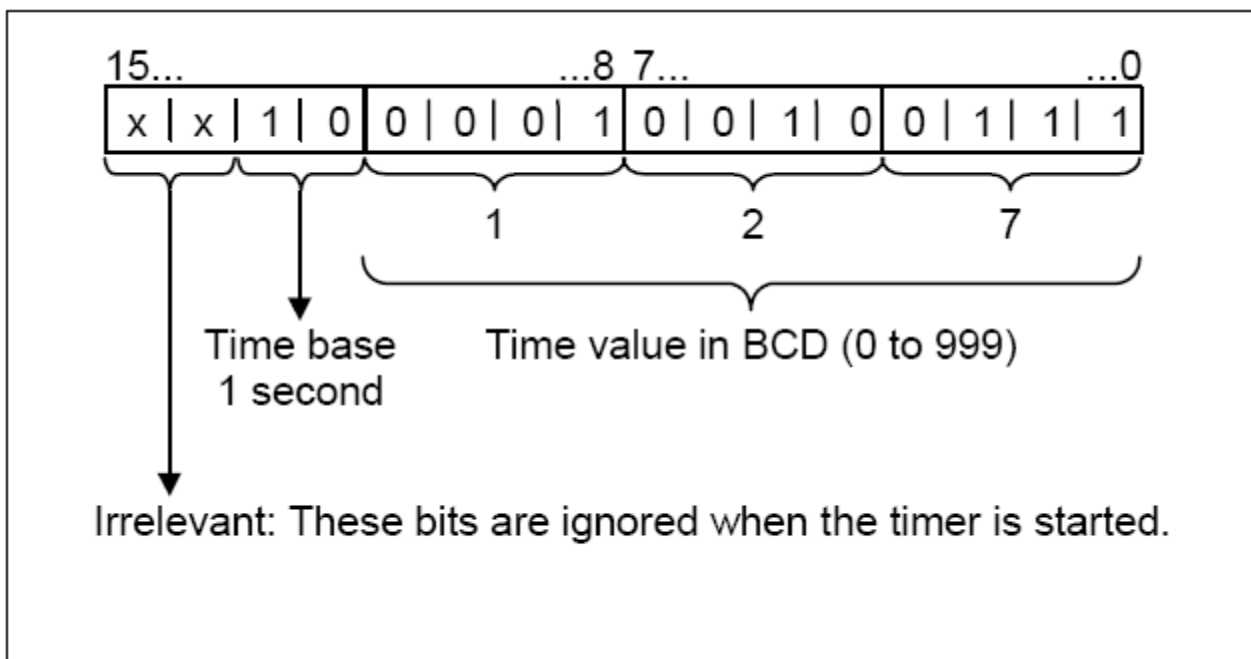 15... ...8 7... ...0
x | x | 1 | 0 0 | 0 | 0 | 1 0 | 0 | 1 | 0 0 | 1 | 1 | 1
1 2 7
Time base Time value in BCD (0 to 999)
1 second
Irrelevant: These bits are ignored when the timer is started.